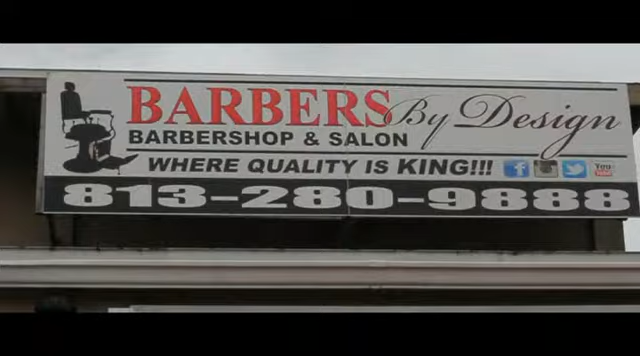 BARBERS By Design
BARBERSHOP & SALON
WHERE QUALITY IS KING!!!
813-280-9888